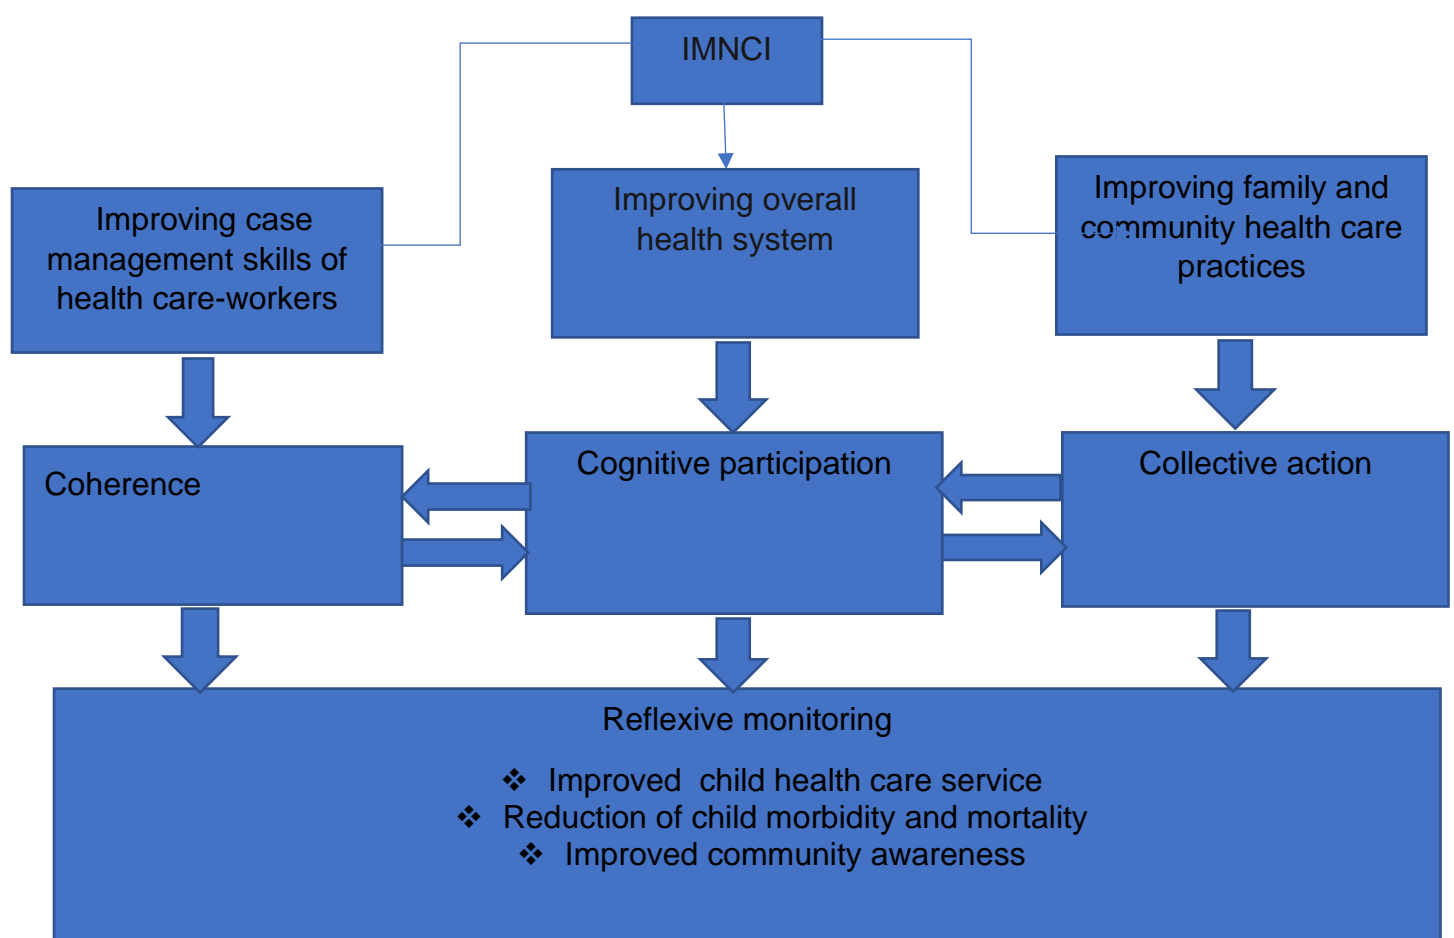 IMNCI
Improving case
management skills of
health care-workers
Improving overall
health system
Improving family and
community health care
practices
Coherence
Cognitive participation
Collective action
Reflexive monitoring
❖ Improved  child health care service
❖ Reduction of child morbidity and mortality
❖ Improved community awareness